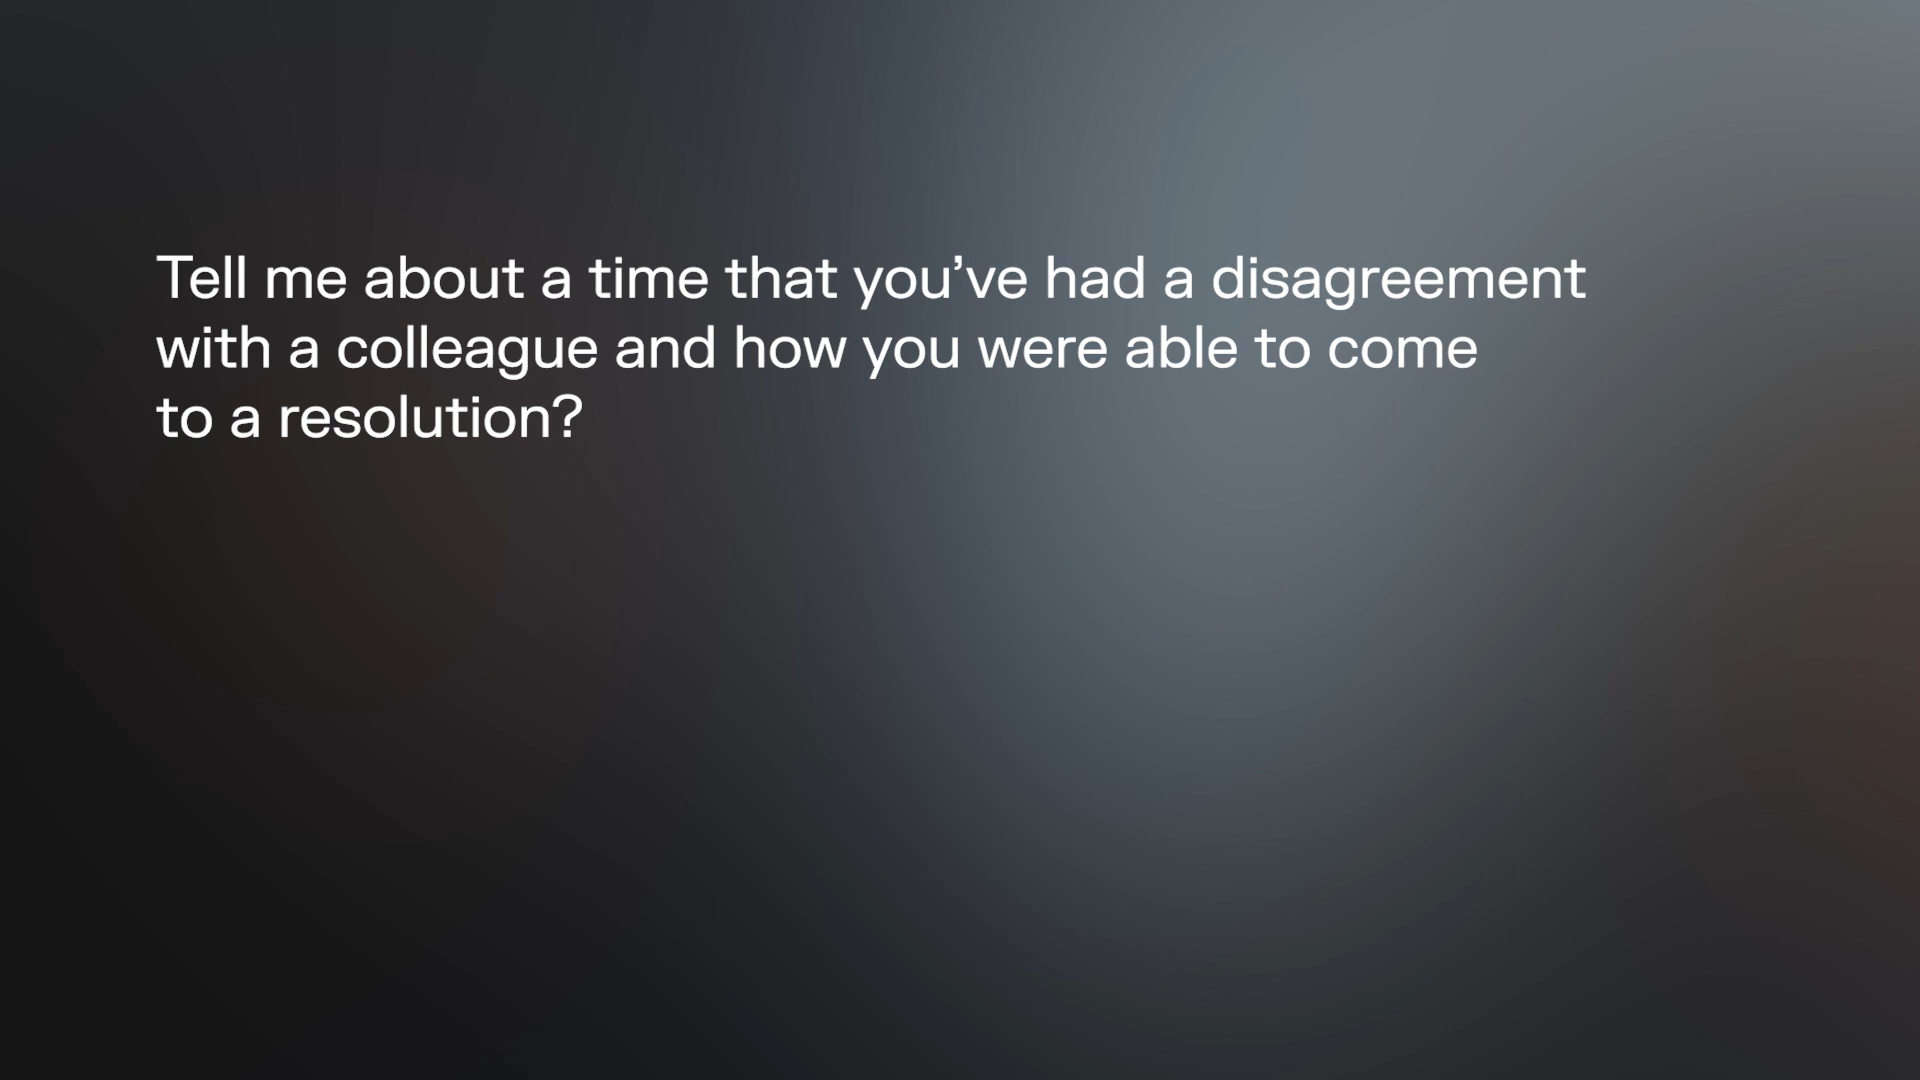 Tell me about a time that you’ve had a disagreement
with a colleague and how you were able to come
to a resolution?